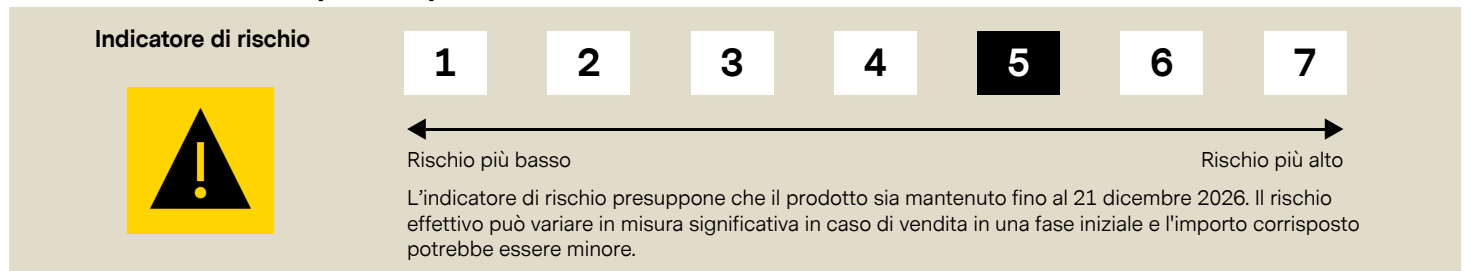 Indicatore di rischio
1 2 3 4 5 6 7
Rischio più basso
Rischio più alto
L’indicatore di rischio presuppone che il prodotto sia mantenuto fino al 21 dicembre 2026. Il rischio
effettivo può variare in misura significativa in caso di vendita in una fase iniziale e l'importo corrisposto
potrebbe essere minore.